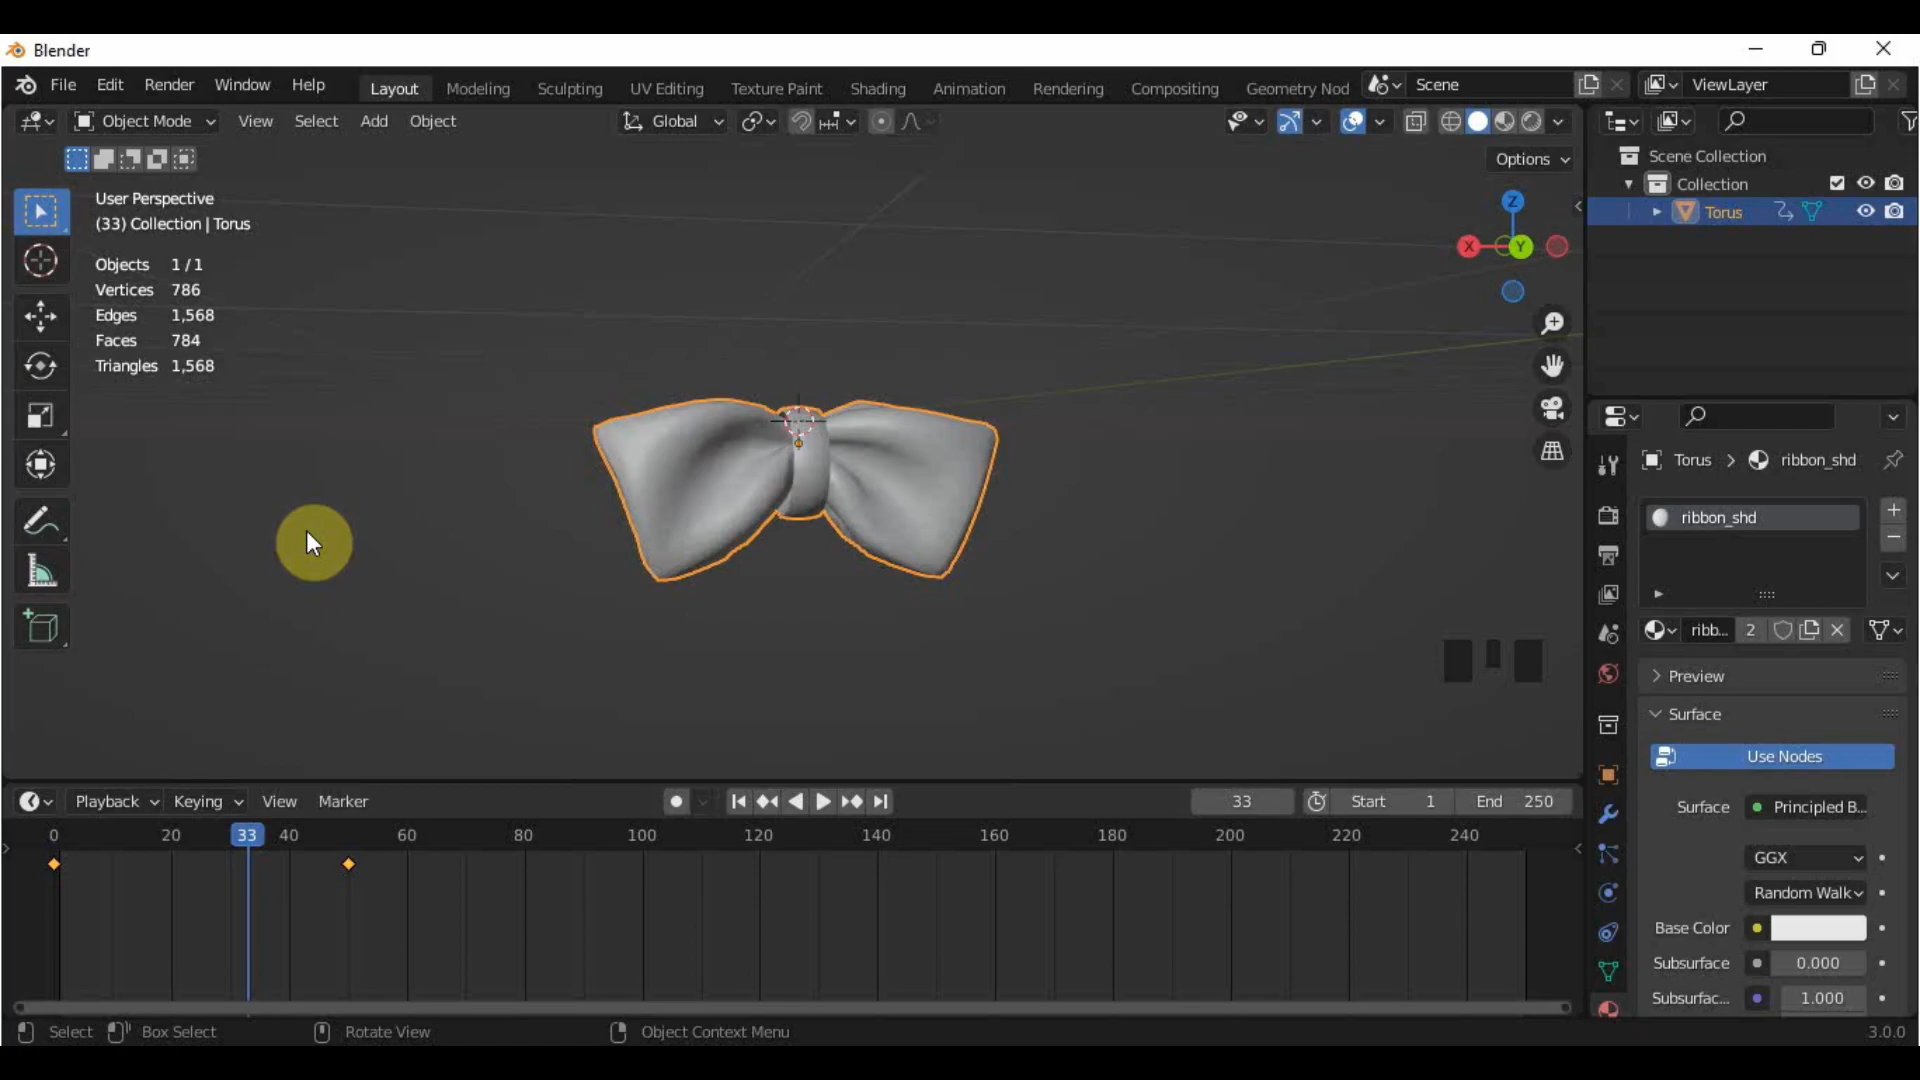 Blender
File Edit Render Window Help Layout Modeling Sculpting UV Editing Texture Paint Shading Animation Rendering Compositing Geometry Nod Scene ViewLayer
Object Mode View Select Add Object Global
Options
User Perspective
(33) Collection | Torus
Objects 1/1
Vertices 786
Edges 1,568
Faces 784
Triangles 1,568
Z
X
Y
Scene Collection
Collection
Torus
Torus > ribbon_shd
ribbon_shd
ribb... 2
Preview
Surface
Use Nodes
Surface Principled B...
GGX
Random Walk
Base Color
Subsurface 0.000
Subsurfac... 1.000
Playback Keying View Marker 33 Start 1 End 250
0 20 33 40 60 80 100 120 140 160 180 200 220 240
Select Box Select Rotate View Object Context Menu 3.0.0